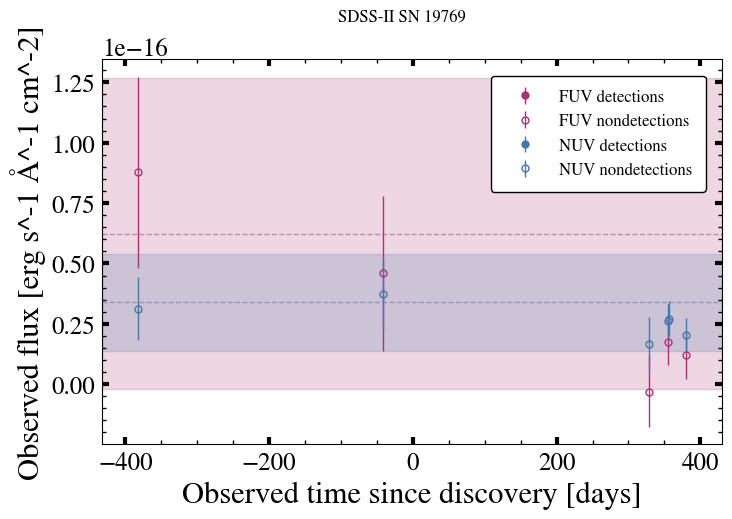 SDSS-II SN 19769
1e−16
Observed flux [erg s^-1 Å^-1 cm^-2]
1.25
1.00
0.75
0.50
0.25
0.00
FUV detections
FUV nondetections
NUV detections
NUV nondetections
−400 −200 0 200 400
Observed time since discovery [days]